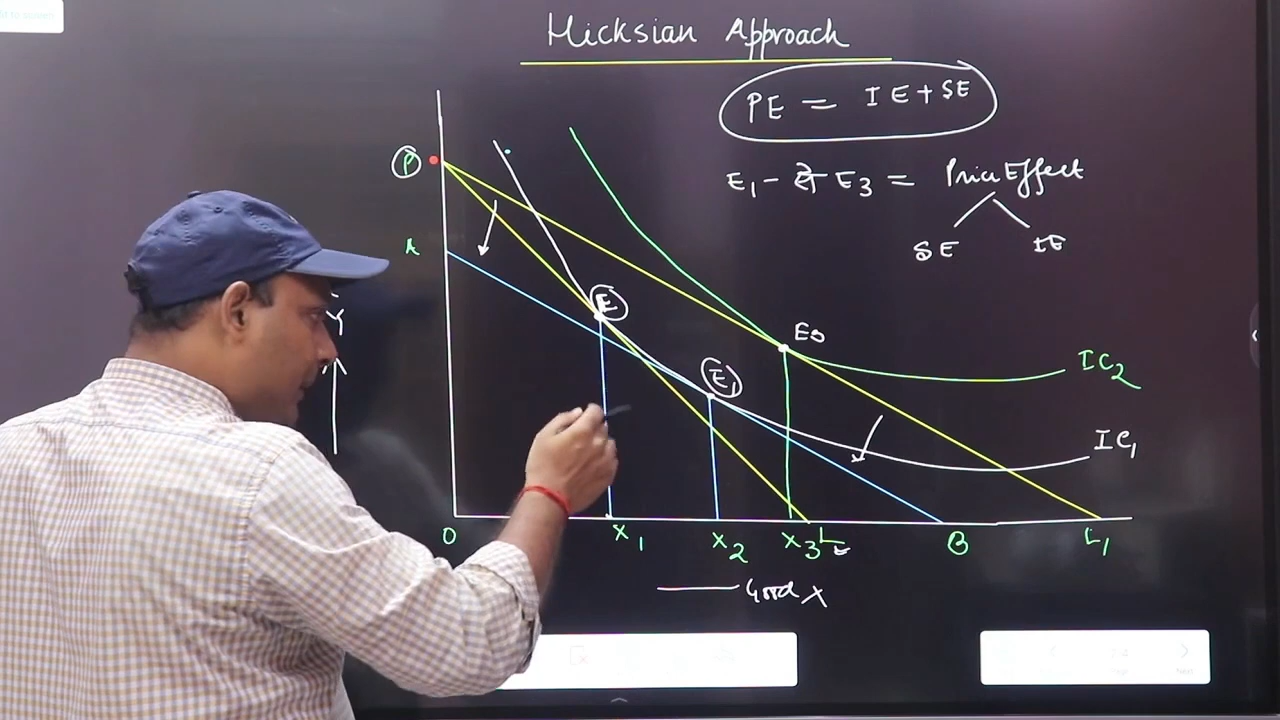 Hicksian Approach
PE = IE + SE
E1 - E3 = Price Effect
SE IE
P
A
Y
E
E1
E3
IC2
IC1
O X1 X2 X3 L B L1
Good X